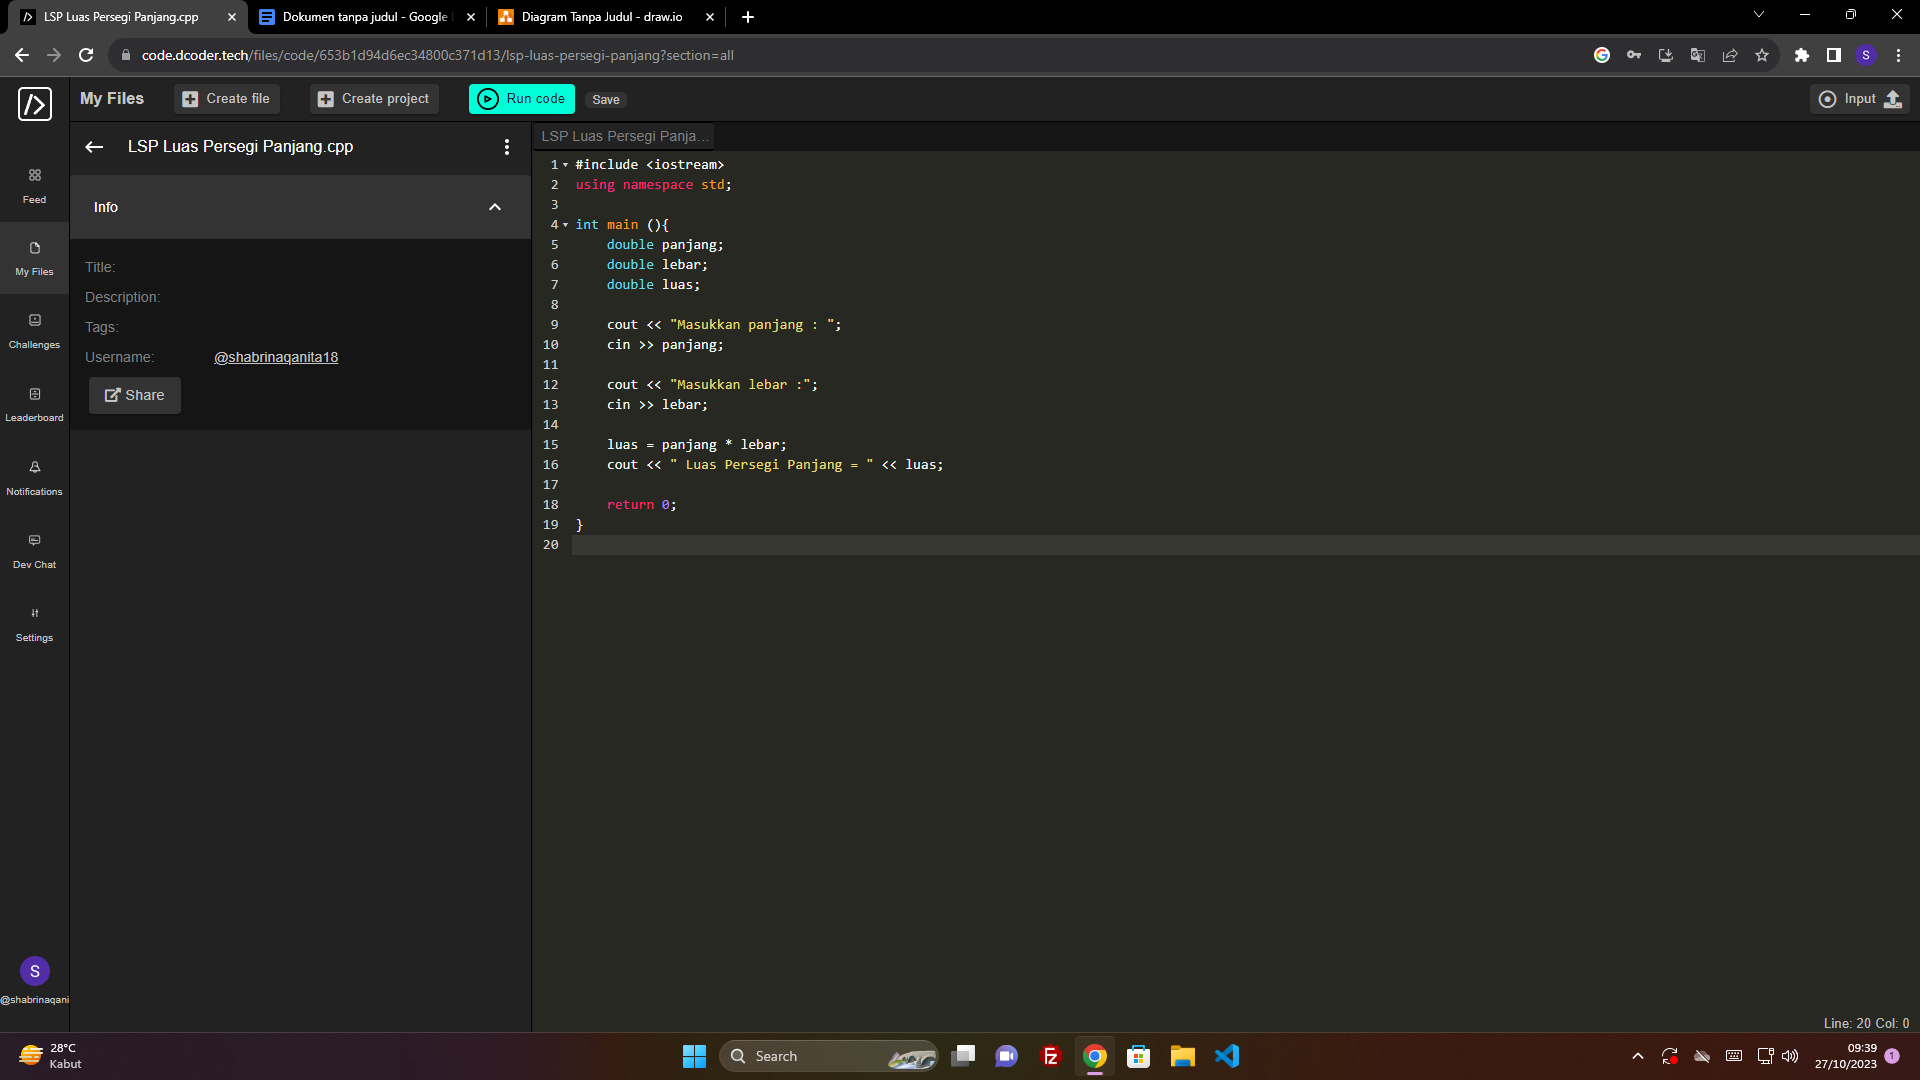 LSP Luas Persegi Panjang.cpp
Dokumen tanpa judul - Google
Diagram Tanpa Judul - draw.io
code.dcoder.tech/files/code/653b1d94d6ec34800c371d13/lsp-luas-persegi-panjang?section=all
S
My Files
Create file
Create project
Run code
Save
Input
LSP Luas Persegi Panjang.cpp
Info
Title:
Description:
Tags:
Username: @shabrinaqanita18
Share
Feed
My Files
Challenges
Leaderboard
Notifications
Dev Chat
Settings
S
@shabrinaqani
LSP Luas Persegi Panja...
1 #include <iostream>
2 using namespace std;
3
4 int main (){
5 double panjang;
6 double lebar;
7 double luas;
8
9 cout << "Masukkan panjang : ";
10 cin >> panjang;
11
12 cout << "Masukkan lebar :";
13 cin >> lebar;
14
15 luas = panjang * lebar;
16 cout << " Luas Persegi Panjang = " << luas;
17
18 return 0;
19 }
20
Line: 20 Col: 0
28°C
Kabut
Search
09:39
27/10/2023
1